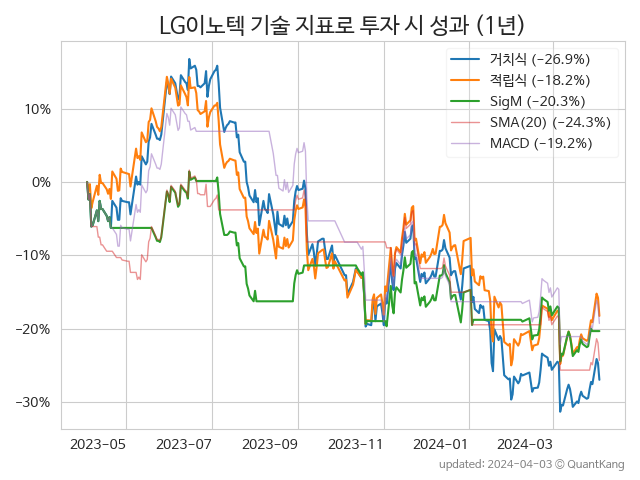 LG이노텍 기술 지표로 투자 시 성과 (1년)
거치식 (−26.9%)
적립식 (−18.2%)
SigM (−20.3%)
SMA(20) (−24.3%)
MACD (−19.2%)
10%
0%
−10%
−20%
−30%
2023-05 2023-07 2023-09 2023-11 2024-01 2024-03
updated: 2024-04-03 © QuantKang